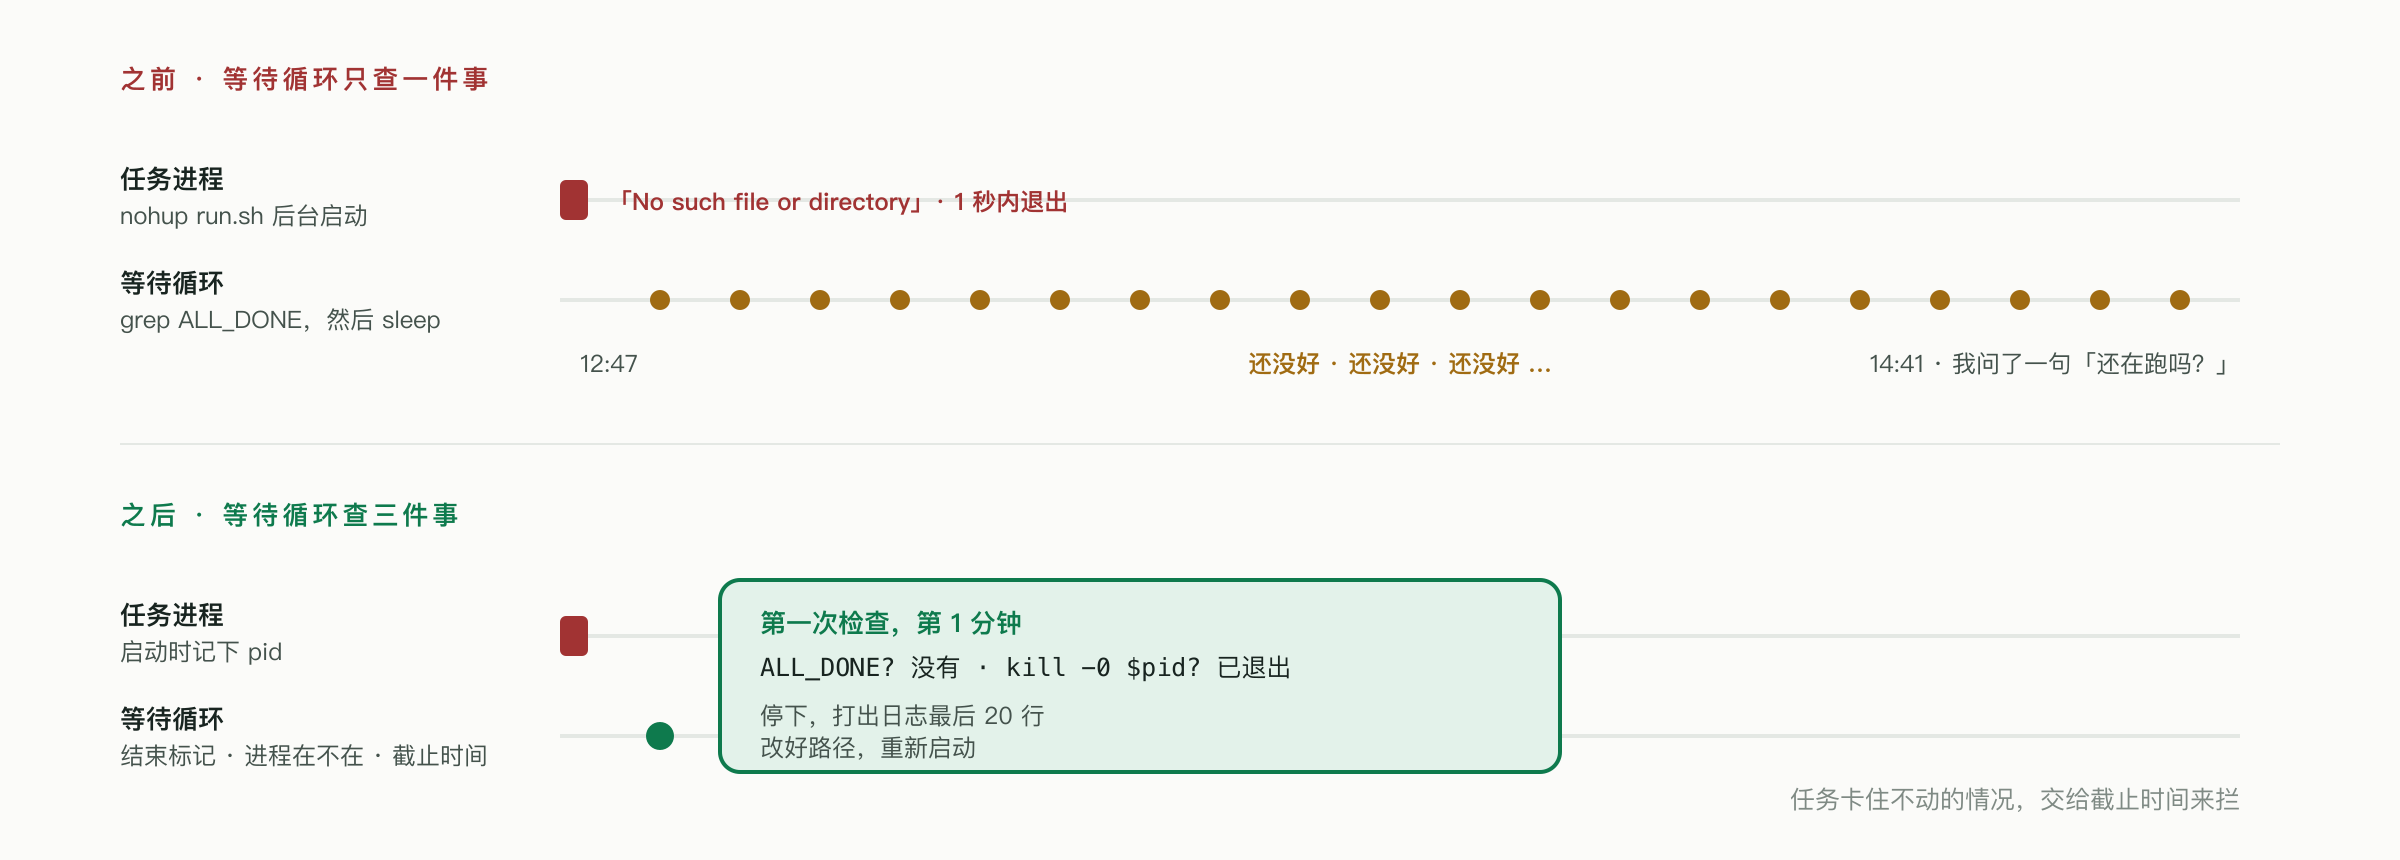 之前 · 等待循环只查一件事
任务进程
nohup run.sh 后台启动
「No such file or directory」· 1 秒内退出
等待循环
grep ALL_DONE，然后 sleep
12:47
还没好 · 还没好 · 还没好 …
14:41 · 我问了一句「还在跑吗？」
之后 · 等待循环查三件事
任务进程
启动时记下 pid
等待循环
结束标记 · 进程在不在 · 截止时间
第一次检查，第 1 分钟
ALL_DONE? 没有 · kill -0 $pid? 已退出
停下，打出日志最后 20 行
改好路径，重新启动
任务卡住不动的情况，交给截止时间来拦